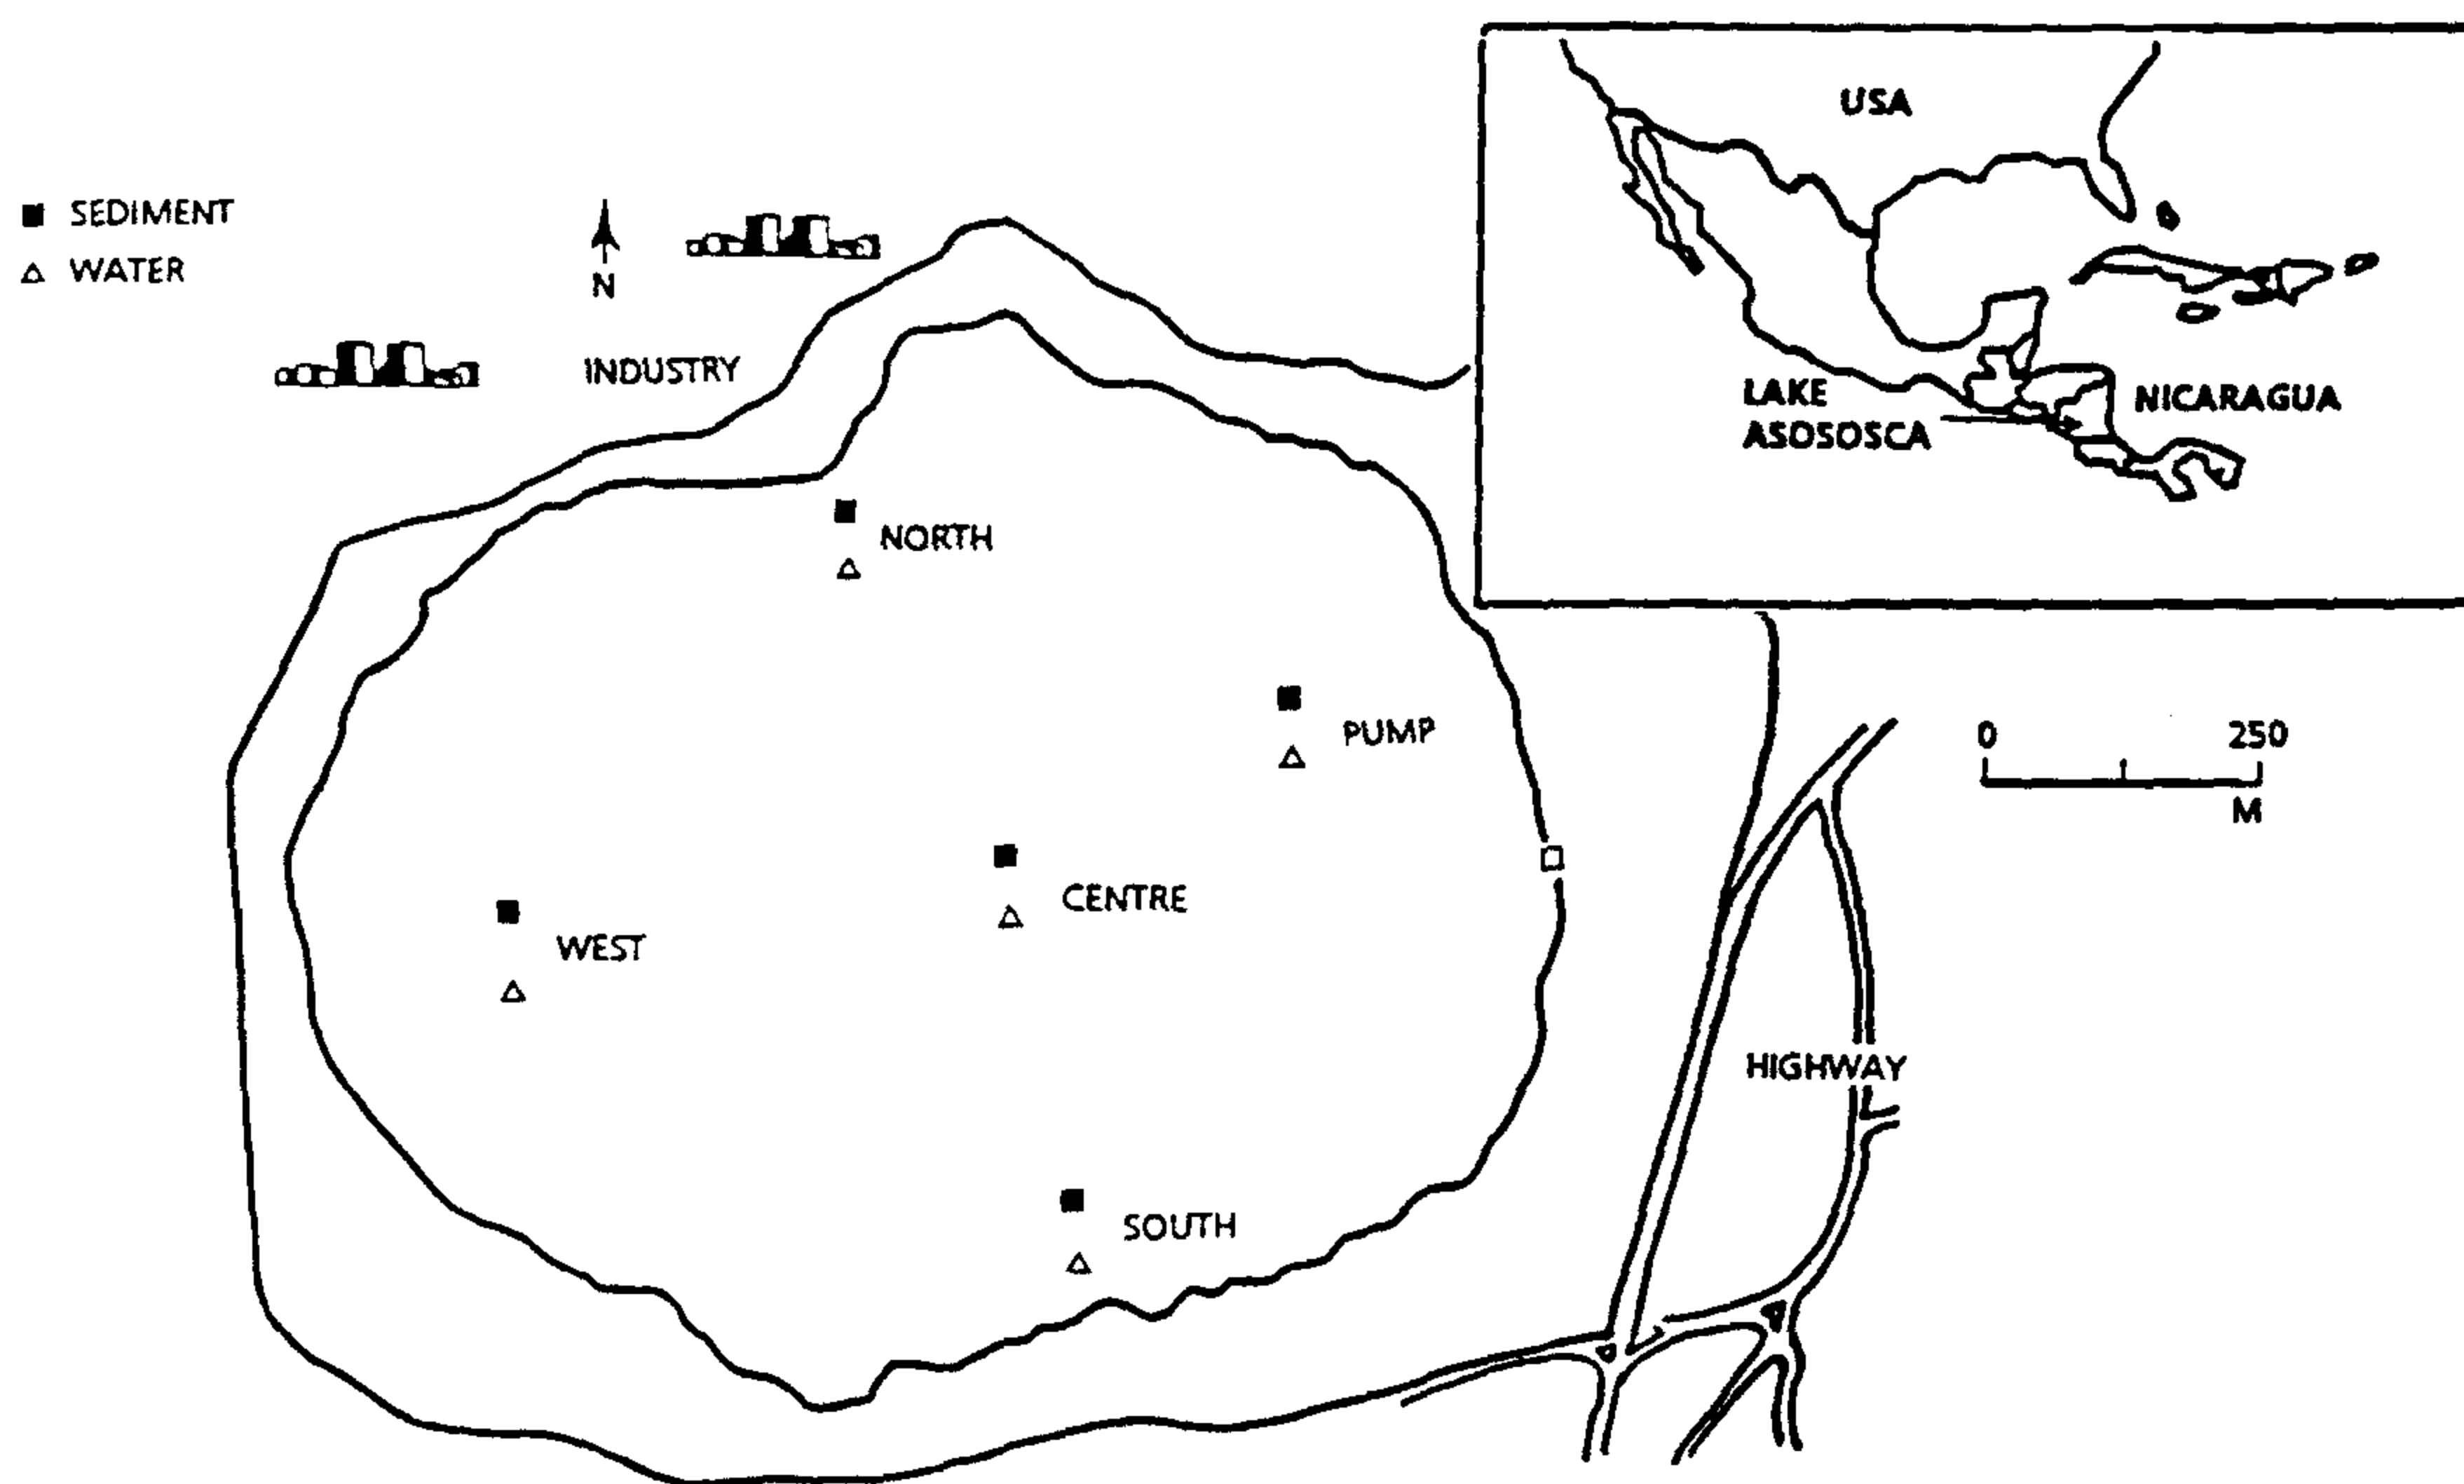 SEDIMENT
WATER
N
INDUSTRY
USA
LAKE
ASOSOSCA
NICARAGUA
NORTH
PUMP
0 250
M
CENTRE
WEST
HIGHWAY
SOUTH